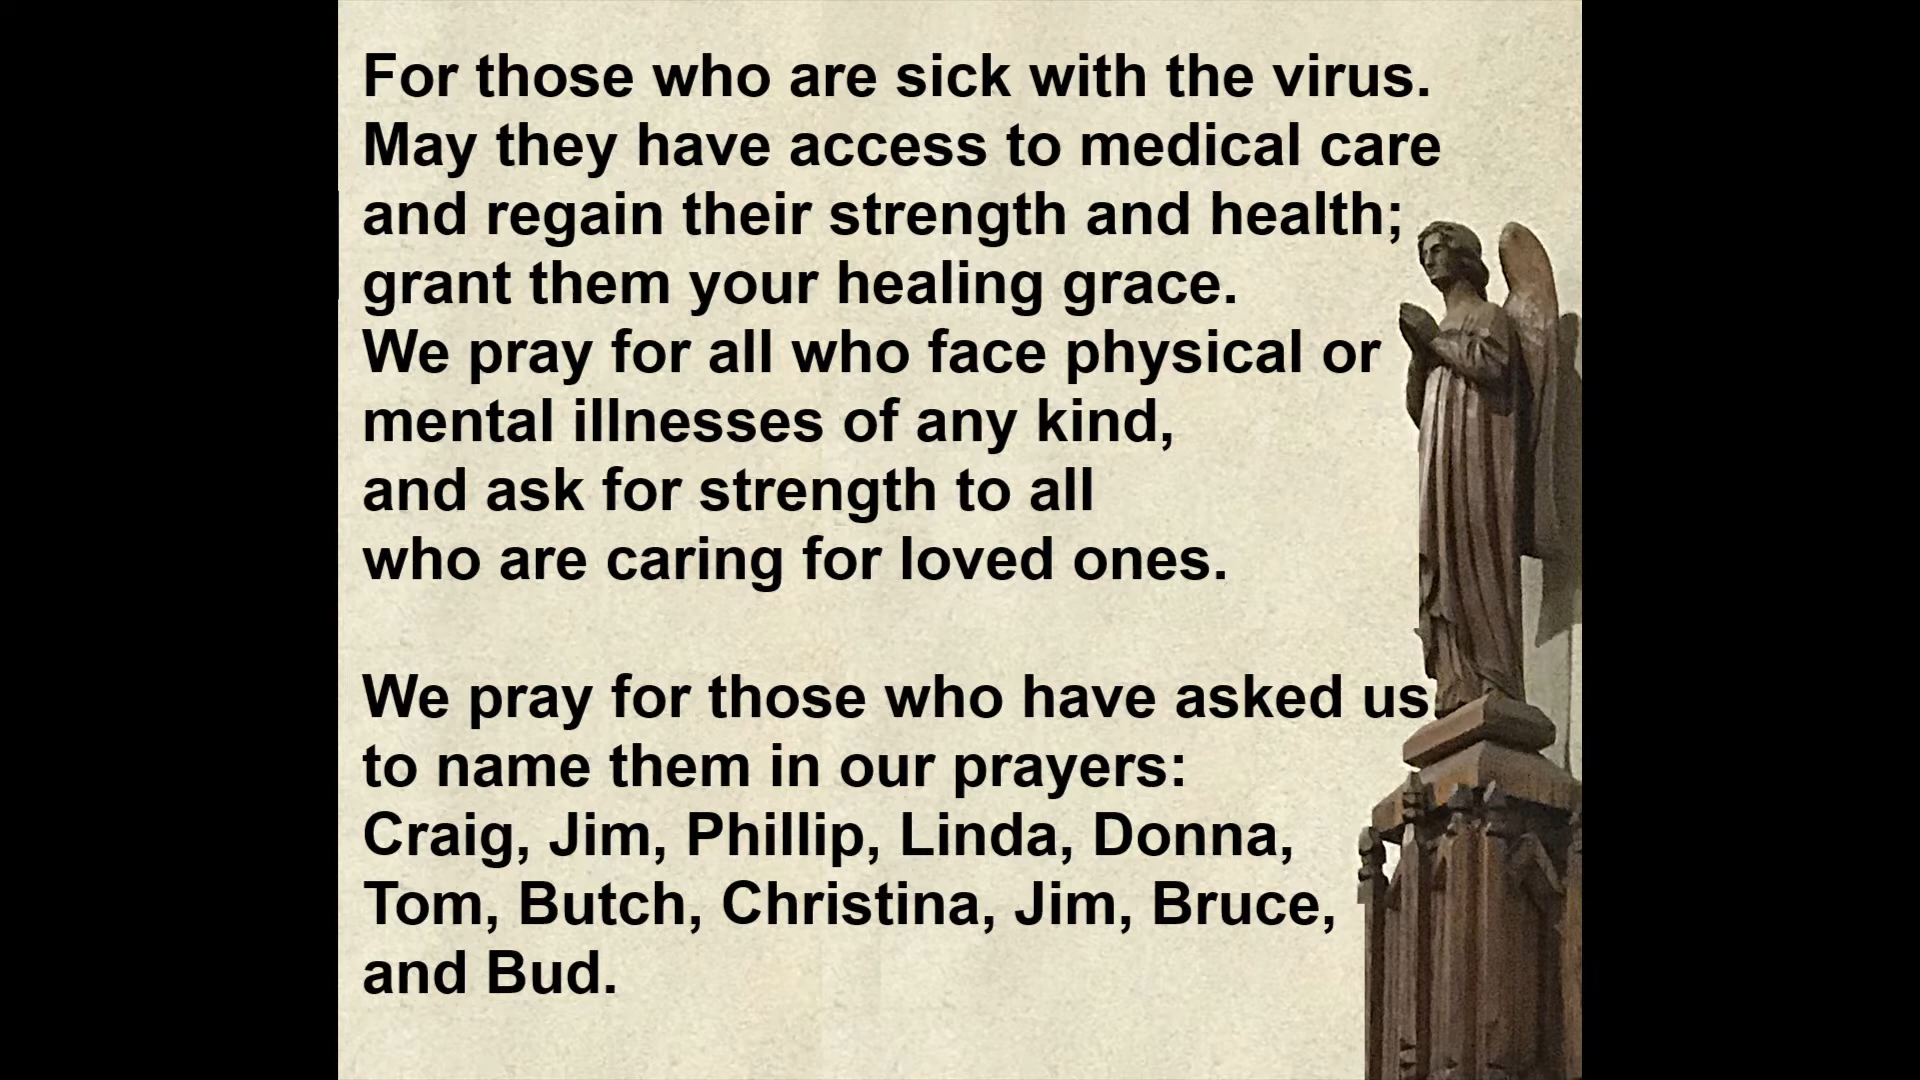 For those who are sick with the virus.
May they have access to medical care
and regain their strength and health;
grant them your healing grace.
We pray for all who face physical or
mental illnesses of any kind,
and ask for strength to all
who are caring for loved ones.
We pray for those who have asked us
to name them in our prayers:
Craig, Jim, Phillip, Linda, Donna,
Tom, Butch, Christina, Jim, Bruce,
and Bud.